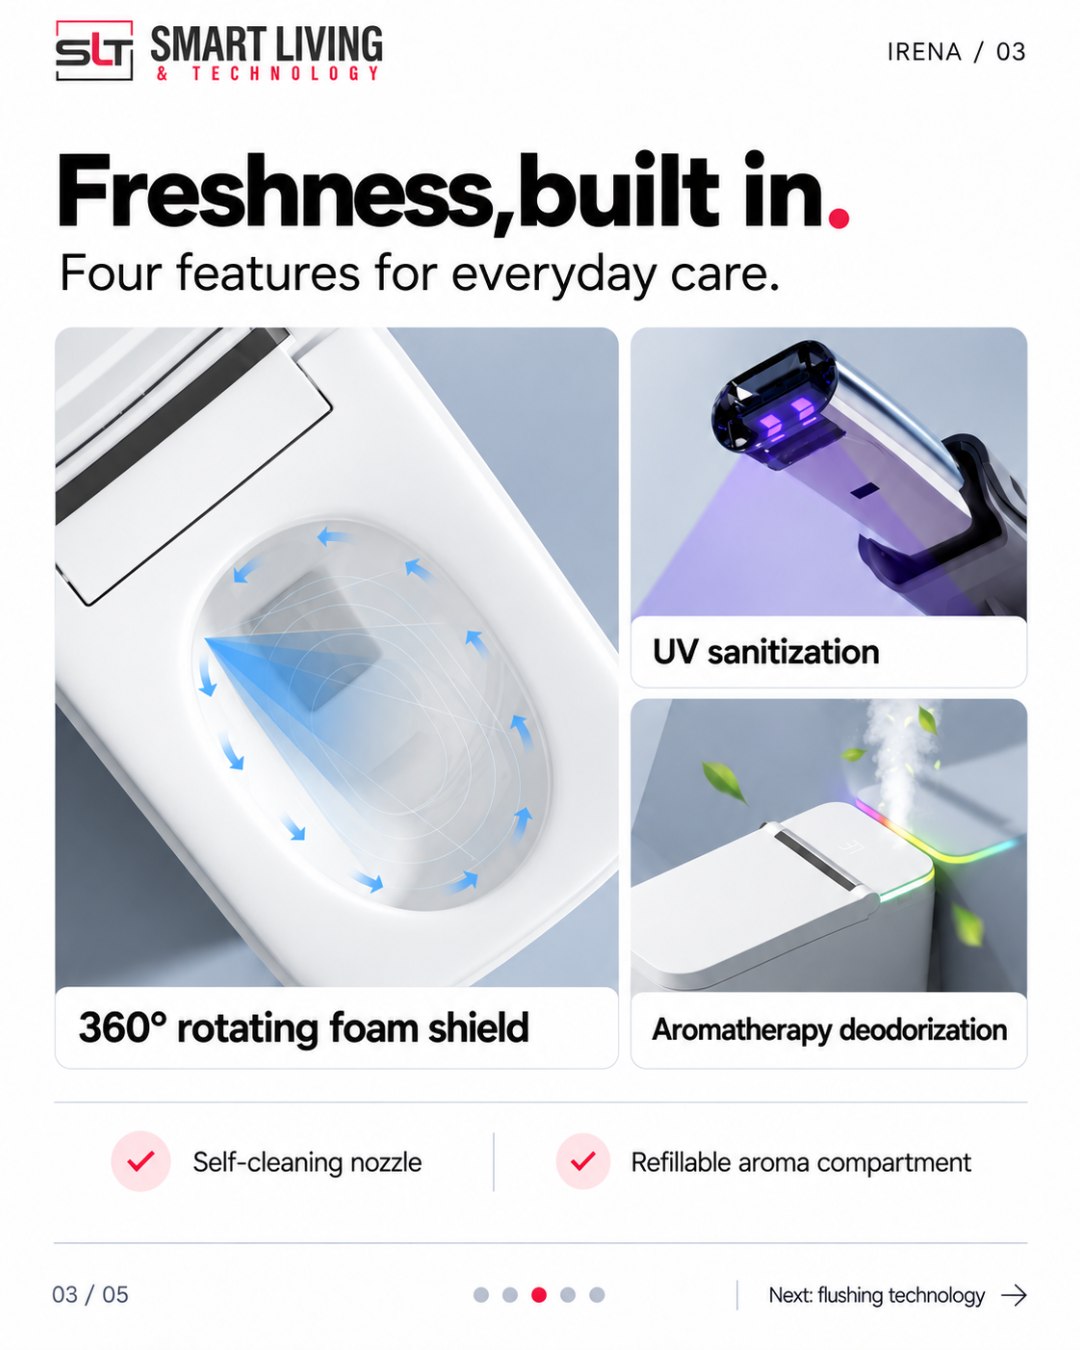 SLT SMART LIVING
& TECHNOLOGY
IRENA / 03
Freshness,built in.
Four features for everyday care.
UV sanitization
360° rotating foam shield
Aromatherapy deodorization
Self-cleaning nozzle
Refillable aroma compartment
03 / 05
Next: flushing technology →